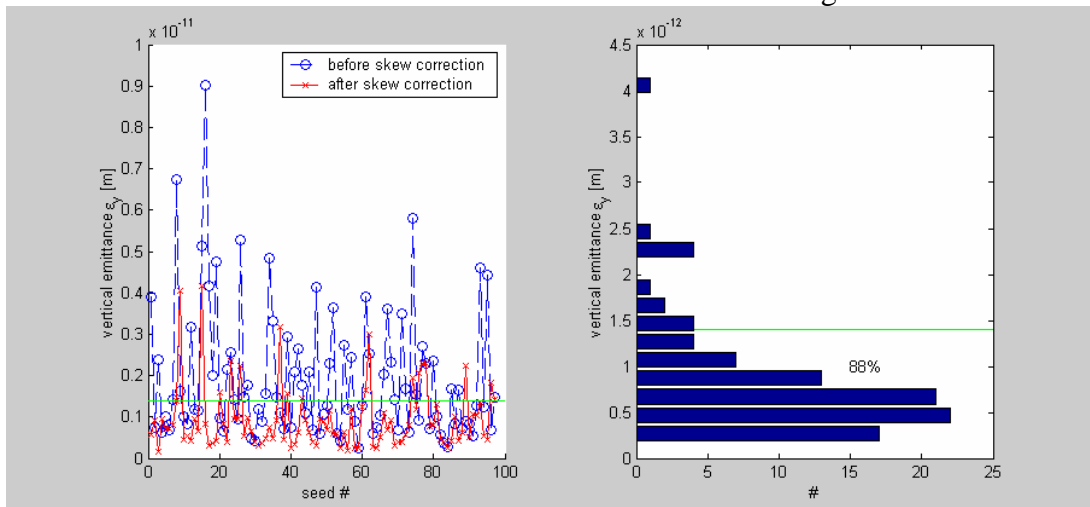 x 10^-11
1
0.9
0.8
0.7
0.6
0.5
0.4
0.3
0.2
0.1
0
vertical emittance ε_y [m]
before skew correction
after skew correction
0 20 40 60 80 100
seed #
x 10^-12
4.5
4
3.5
3
2.5
2
1.5
1
0.5
0
vertical emittance ε_y [m]
88%
0 5 10 15 20 25
#